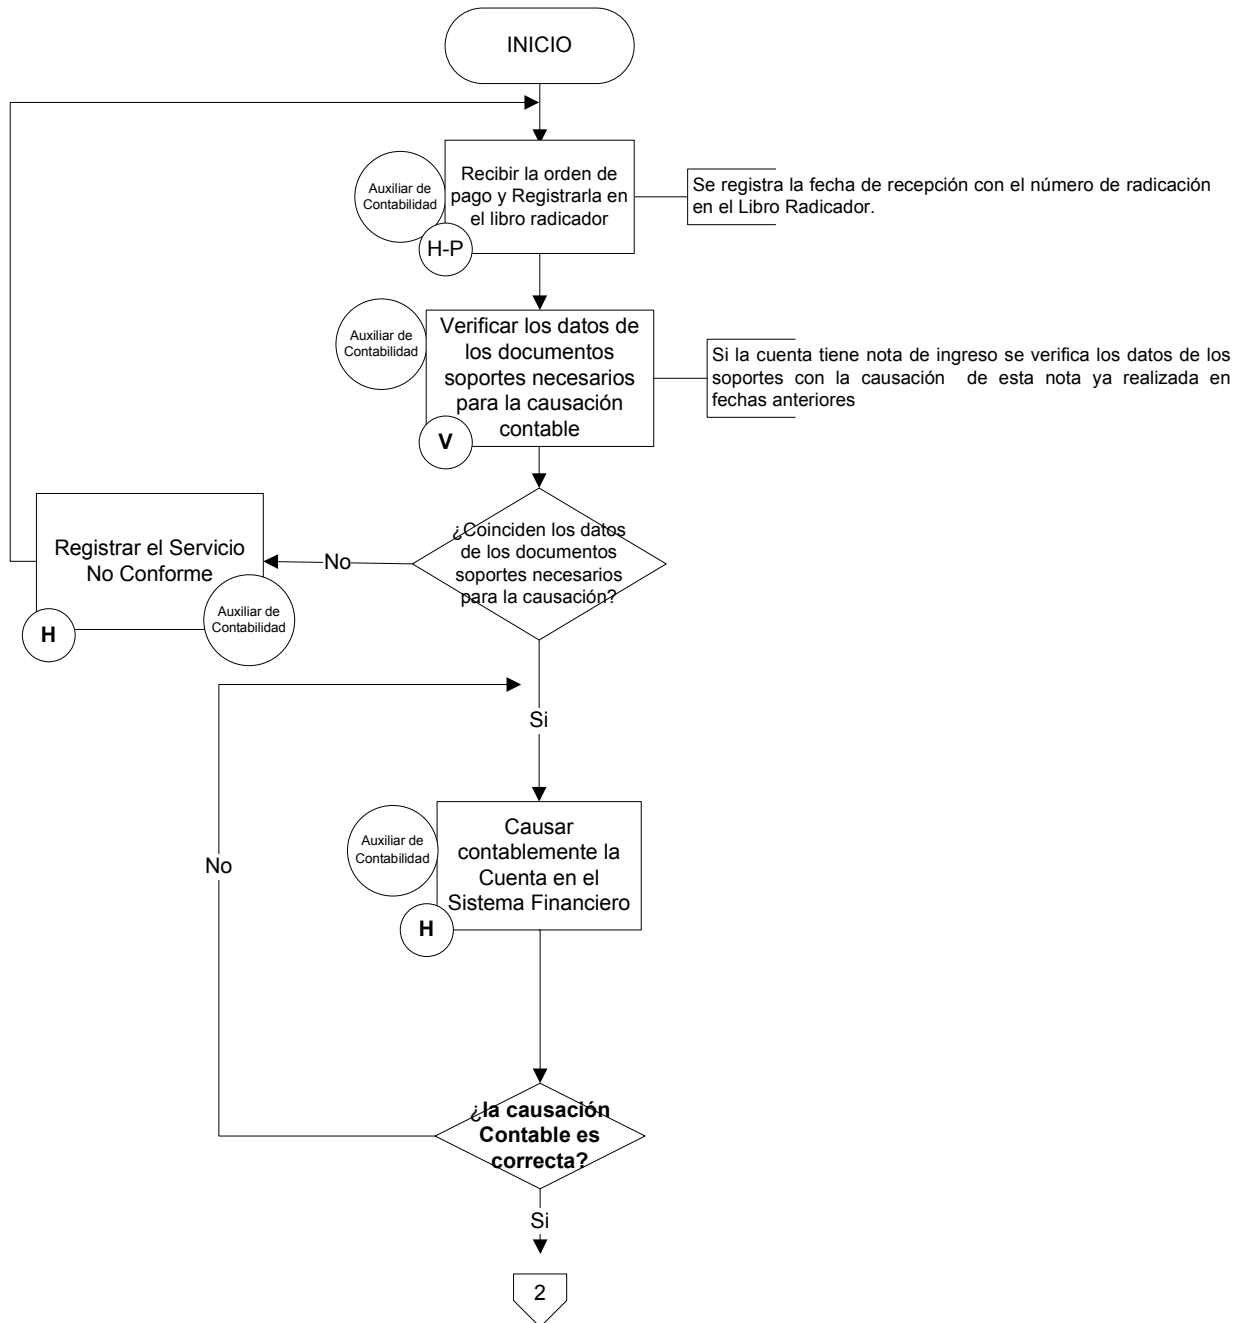 INICIO
Recibir la orden de
pago y Registrarla en
el libro radicador
Auxiliar de
Contabilidad
H-P
Se registra la fecha de recepción con el número de radicación
en el Libro Radicador.
Verificar los datos de
los documentos
soportes necesarios
para la causación
contable
Auxiliar de
Contabilidad
V
Si la cuenta tiene nota de ingreso se verifica los datos de los
soportes con la causación de esta nota ya realizada en
fechas anteriores
¿Coinciden los datos
de los documentos
soportes necesarios
para la causación?
No
Registrar el Servicio
No Conforme
Auxiliar de
Contabilidad
H
Si
Causar
contablemente la
Cuenta en el
Sistema Financiero
Auxiliar de
Contabilidad
H
No
¿la causación
Contable es
correcta?
Si
2